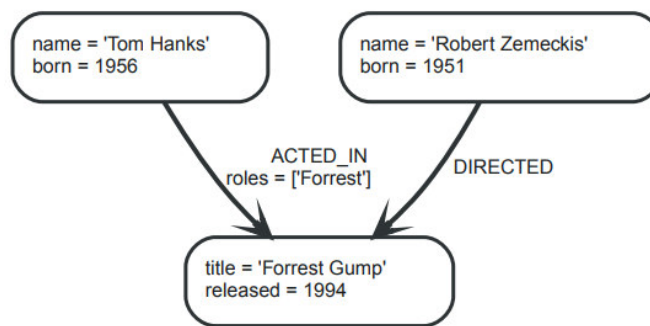 name = 'Tom Hanks'
born = 1956
name = 'Robert Zemeckis'
born = 1951
ACTED_IN
roles = ['Forrest']
DIRECTED
title = 'Forrest Gump'
released = 1994